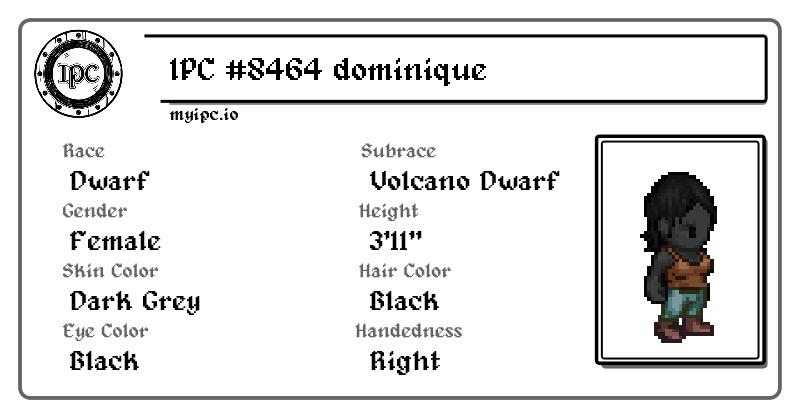 IPC
IPC #8464 dominique
myipc.io
Race
Subrace
Dwarf
Volcano Dwarf
Gender
Height
Female
3'11"
Skin Color
Hair Color
Dark Grey
Black
Eye Color
Handedness
Black
Right